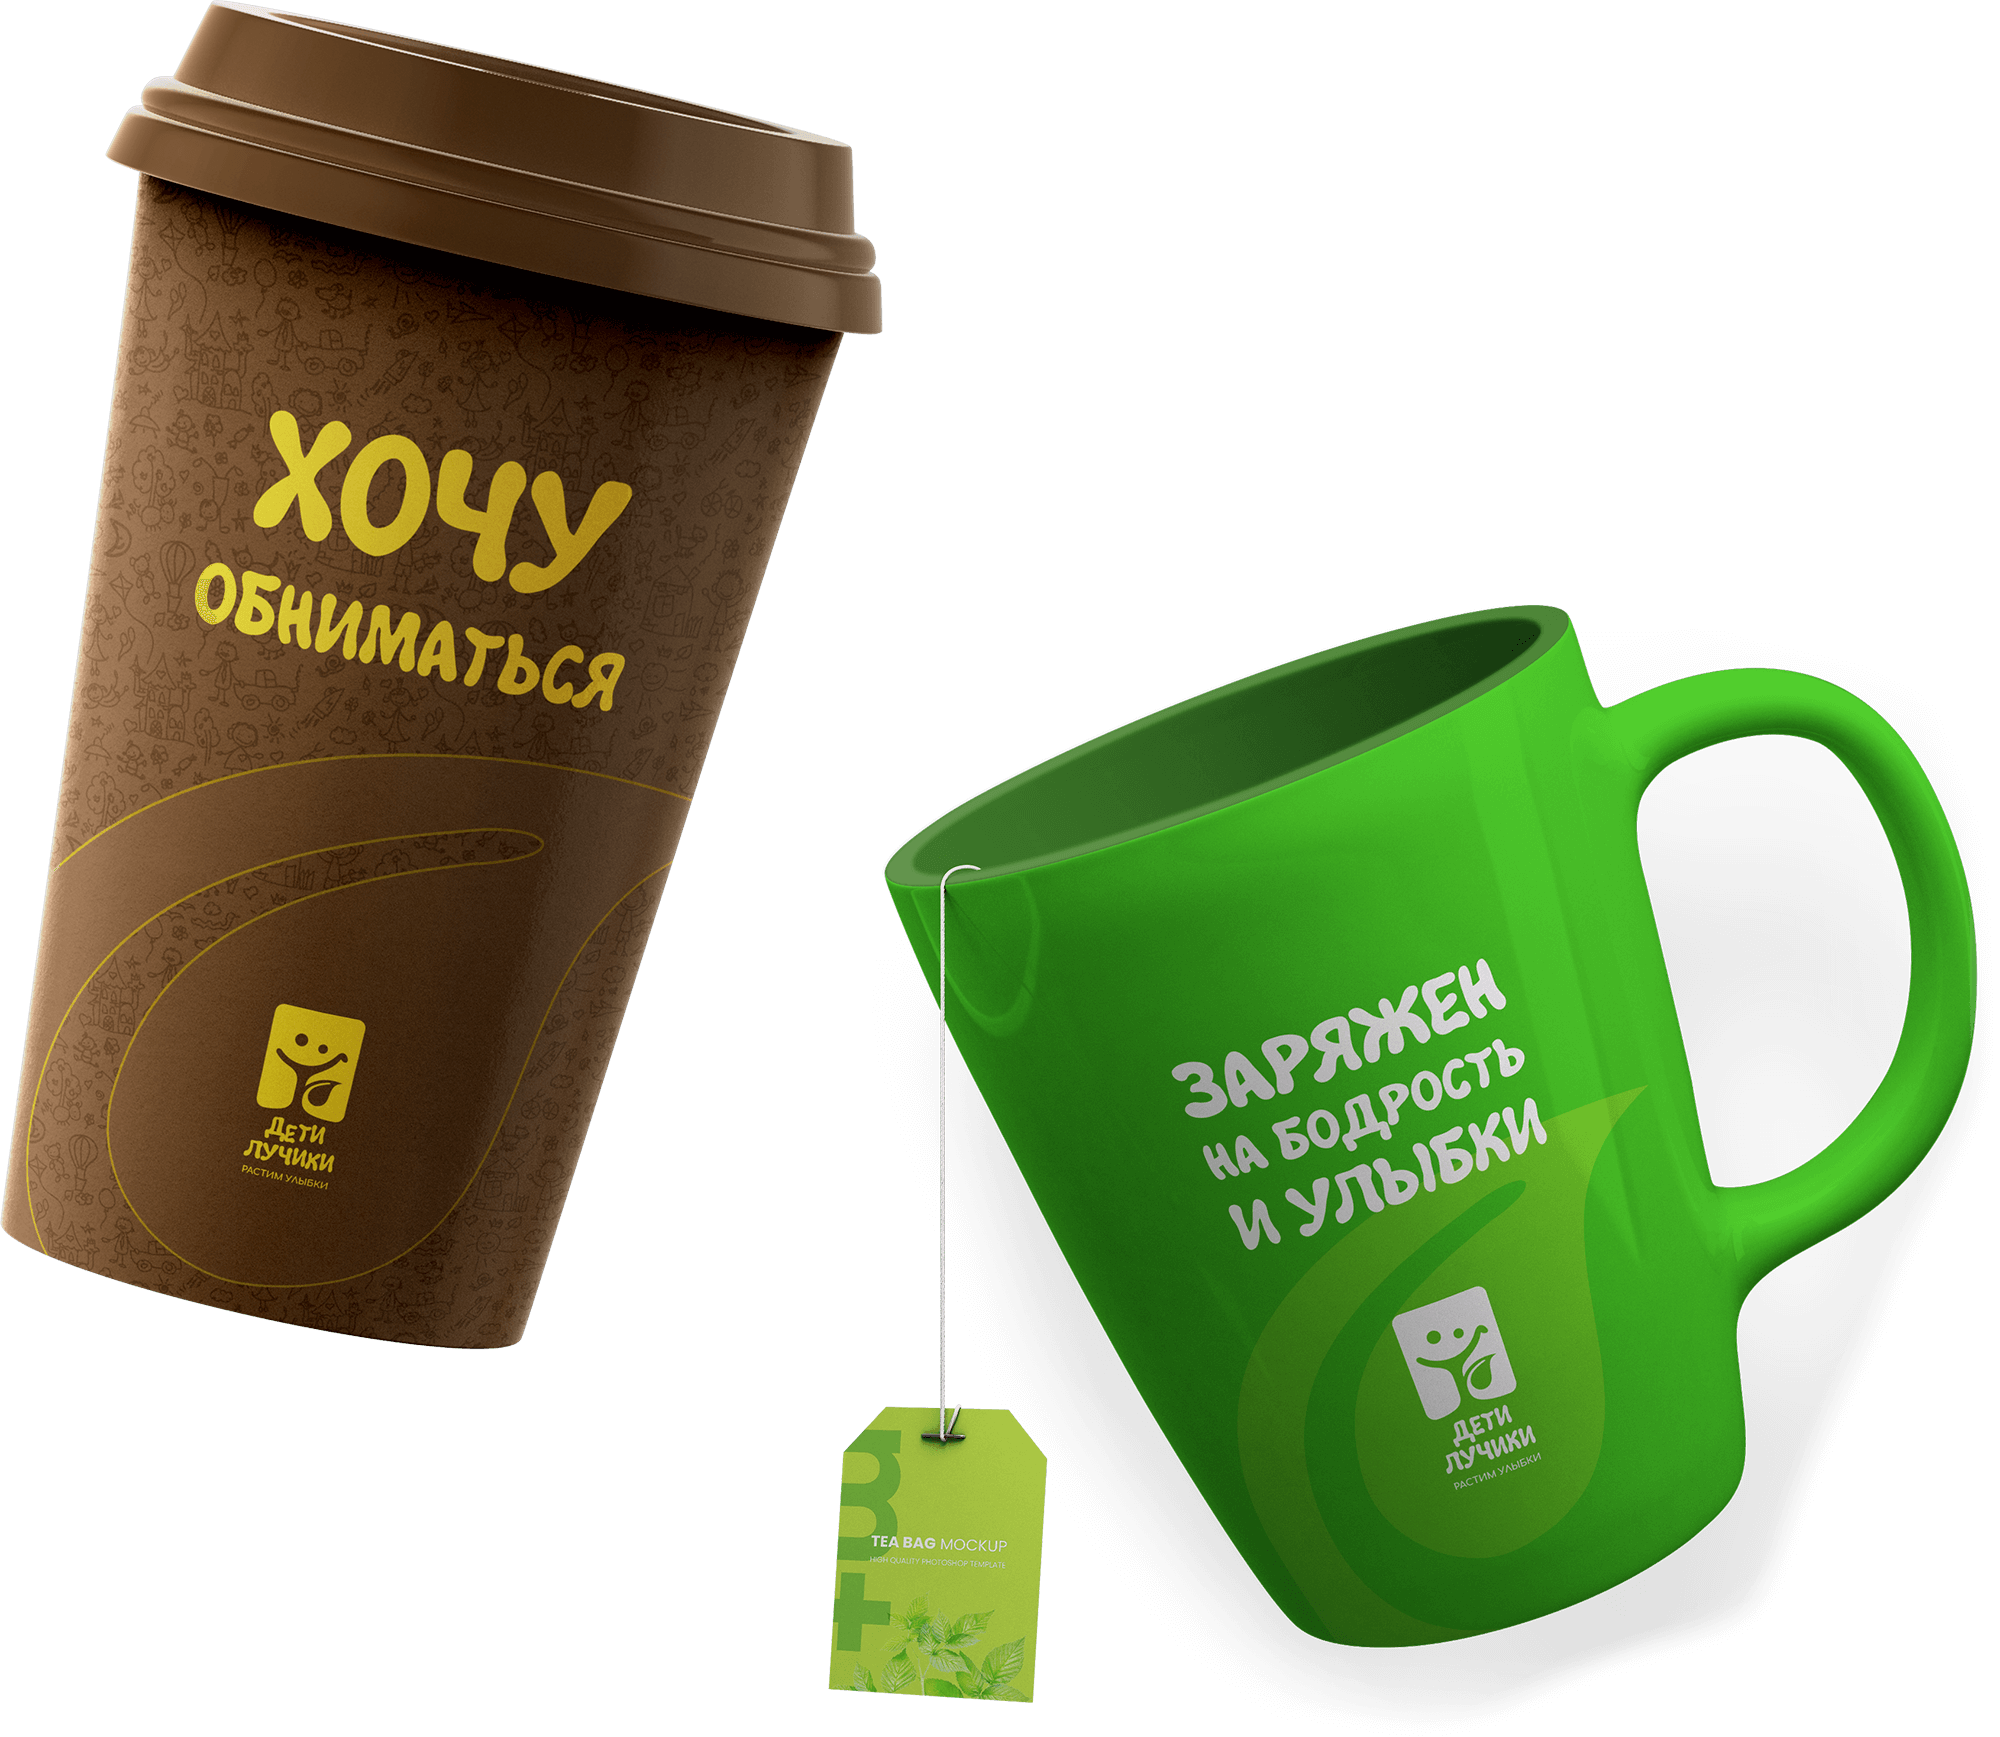 ХОЧУ
ОБНИМАТЬСЯ
ДЕТИ
ЛУЧИКИ
РАСТИМ УЛЫБКИ
ЗАРЯЖЕН
НА БОДРОСТЬ
И УЛЫБКИ
ДЕТИ
ЛУЧИКИ
РАСТИМ УЛЫБКИ
TEA BAG MOCKUP
HIGH QUALITY PHOTOSHOP TEMPLATE